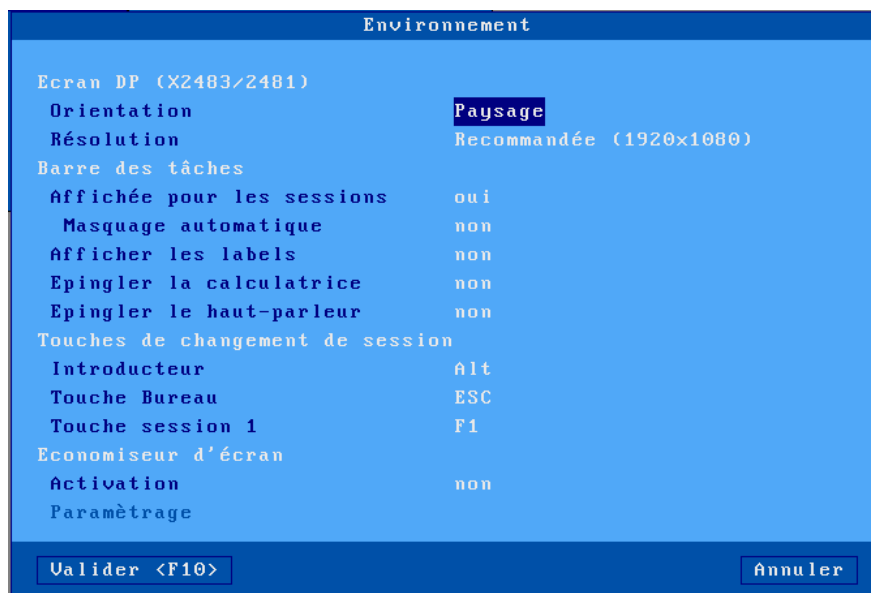 Environnement
Ecran DP (X2483/2481)
Orientation Paysage
Résolution Recommandée (1920x1080)
Barre des tâches
Affichée pour les sessions oui
Masquage automatique non
Afficher les labels non
Epingler la calculatrice non
Epingler le haut-parleur non
Touches de changement de session
Introducteur Alt
Touche Bureau ESC
Touche session 1 F1
Economiseur d'écran
Activation non
Paramètrage
Valider <F10> Annuler